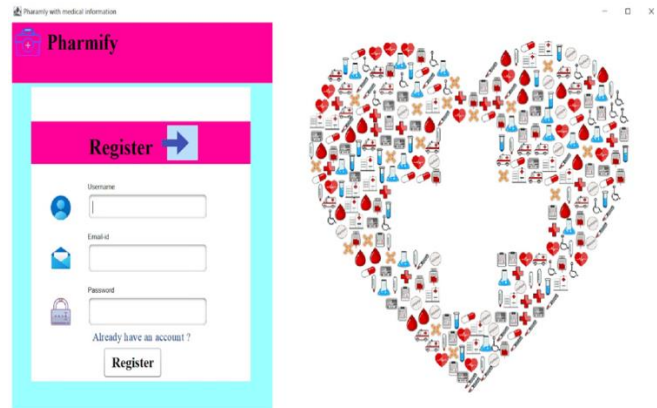 Pharamly with medical information
Pharmify
Register
Username
Email-id
Password
Already have an account ?
Register